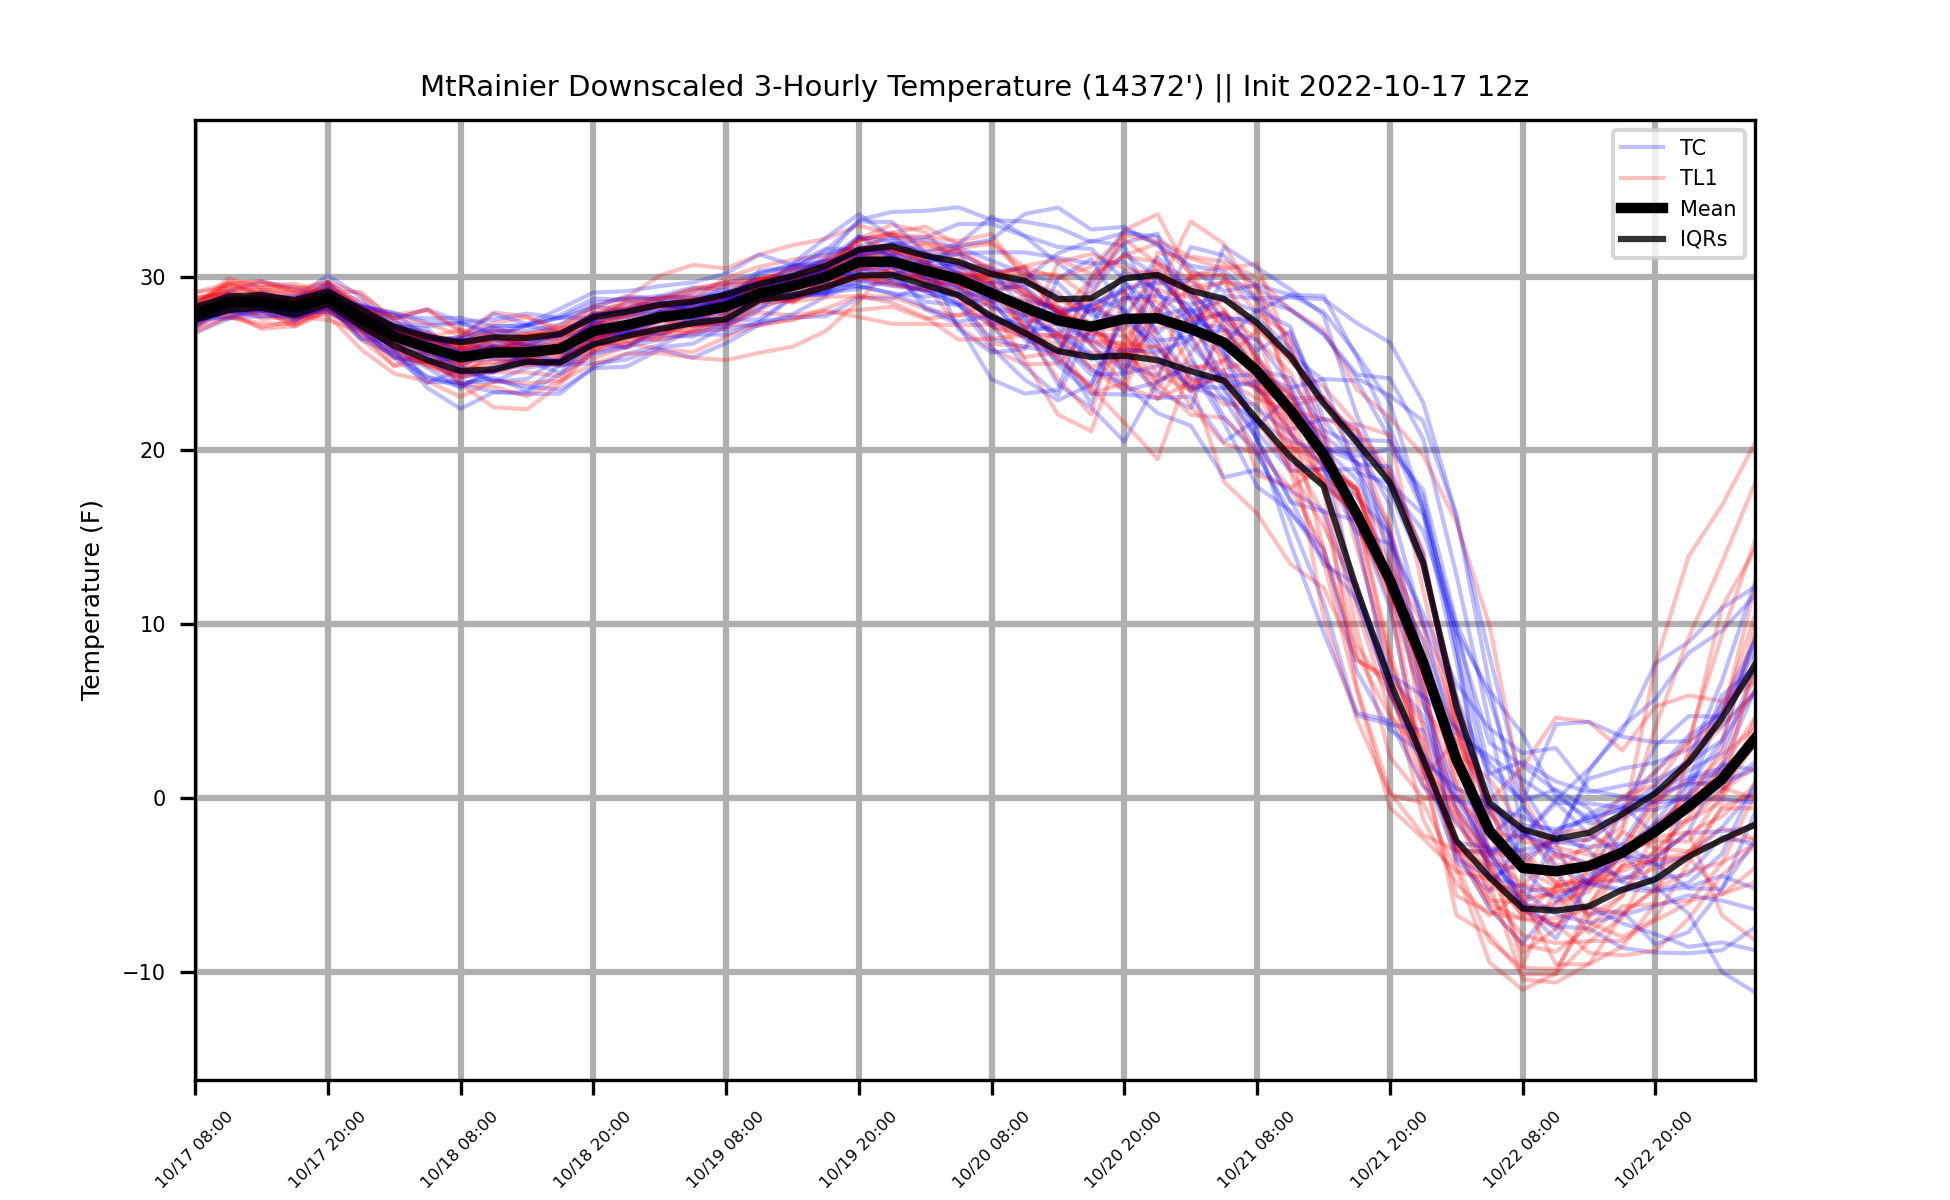 MtRainier Downscaled 3-Hourly Temperature (14372') || Init 2022-10-17 12z
TC
TL1
Mean
IQRs
Temperature (F)
30
20
10
0
−10
10/17 08:00
10/17 20:00
10/18 08:00
10/18 20:00
10/19 08:00
10/19 20:00
10/20 08:00
10/20 20:00
10/21 08:00
10/21 20:00
10/22 08:00
10/22 20:00